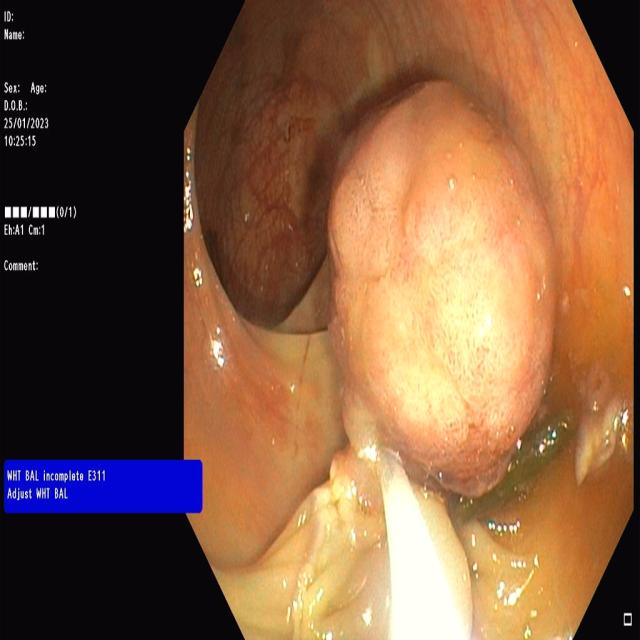 ID:
Name:
Sex: Age:
D.O.B.:
25/01/2023
10:25:15
■■■/■■■(0/1)
Eh:A1 Cm:1
Comment:
WHT BAL incomplete E311
Adjust WHT BAL